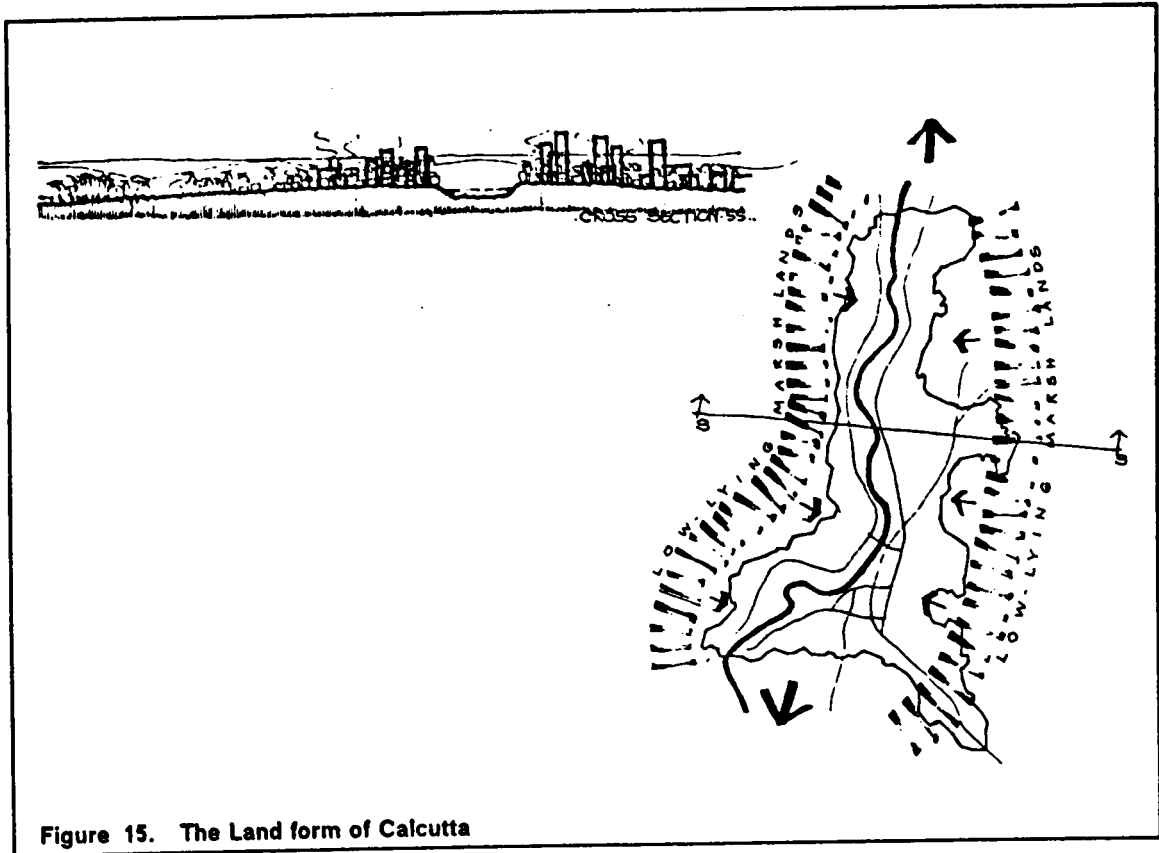 CROSS SECTION SS..
LOW-LYING MARSH LANDS
LOW-LYING MARSH LANDS
S
S
Figure 15. The Land form of Calcutta